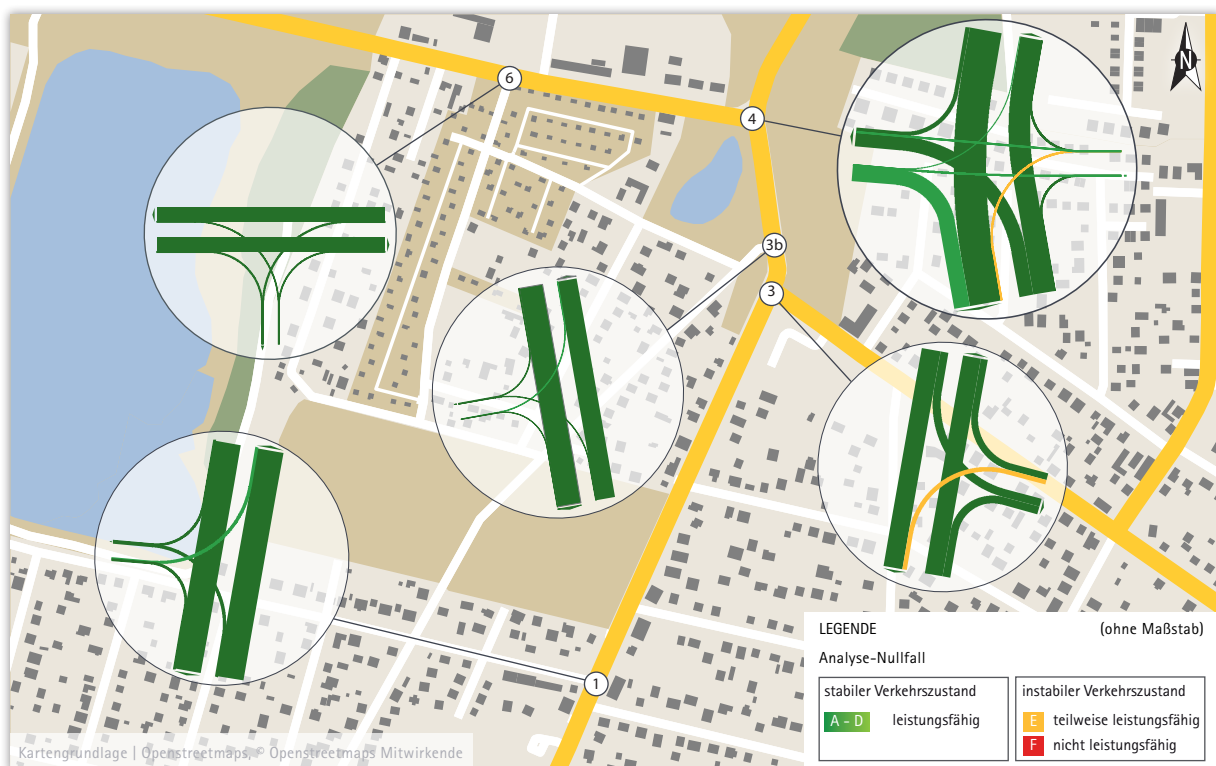 N
6
4
3b
3
1
LEGENDE (ohne Maßstab)
Analyse-Nullfall
stabiler Verkehrszustand
A - D leistungsfähig
instabiler Verkehrszustand
E teilweise leistungsfähig
F nicht leistungsfähig
Kartengrundlage | Openstreetmaps, © Openstreetmaps Mitwirkende